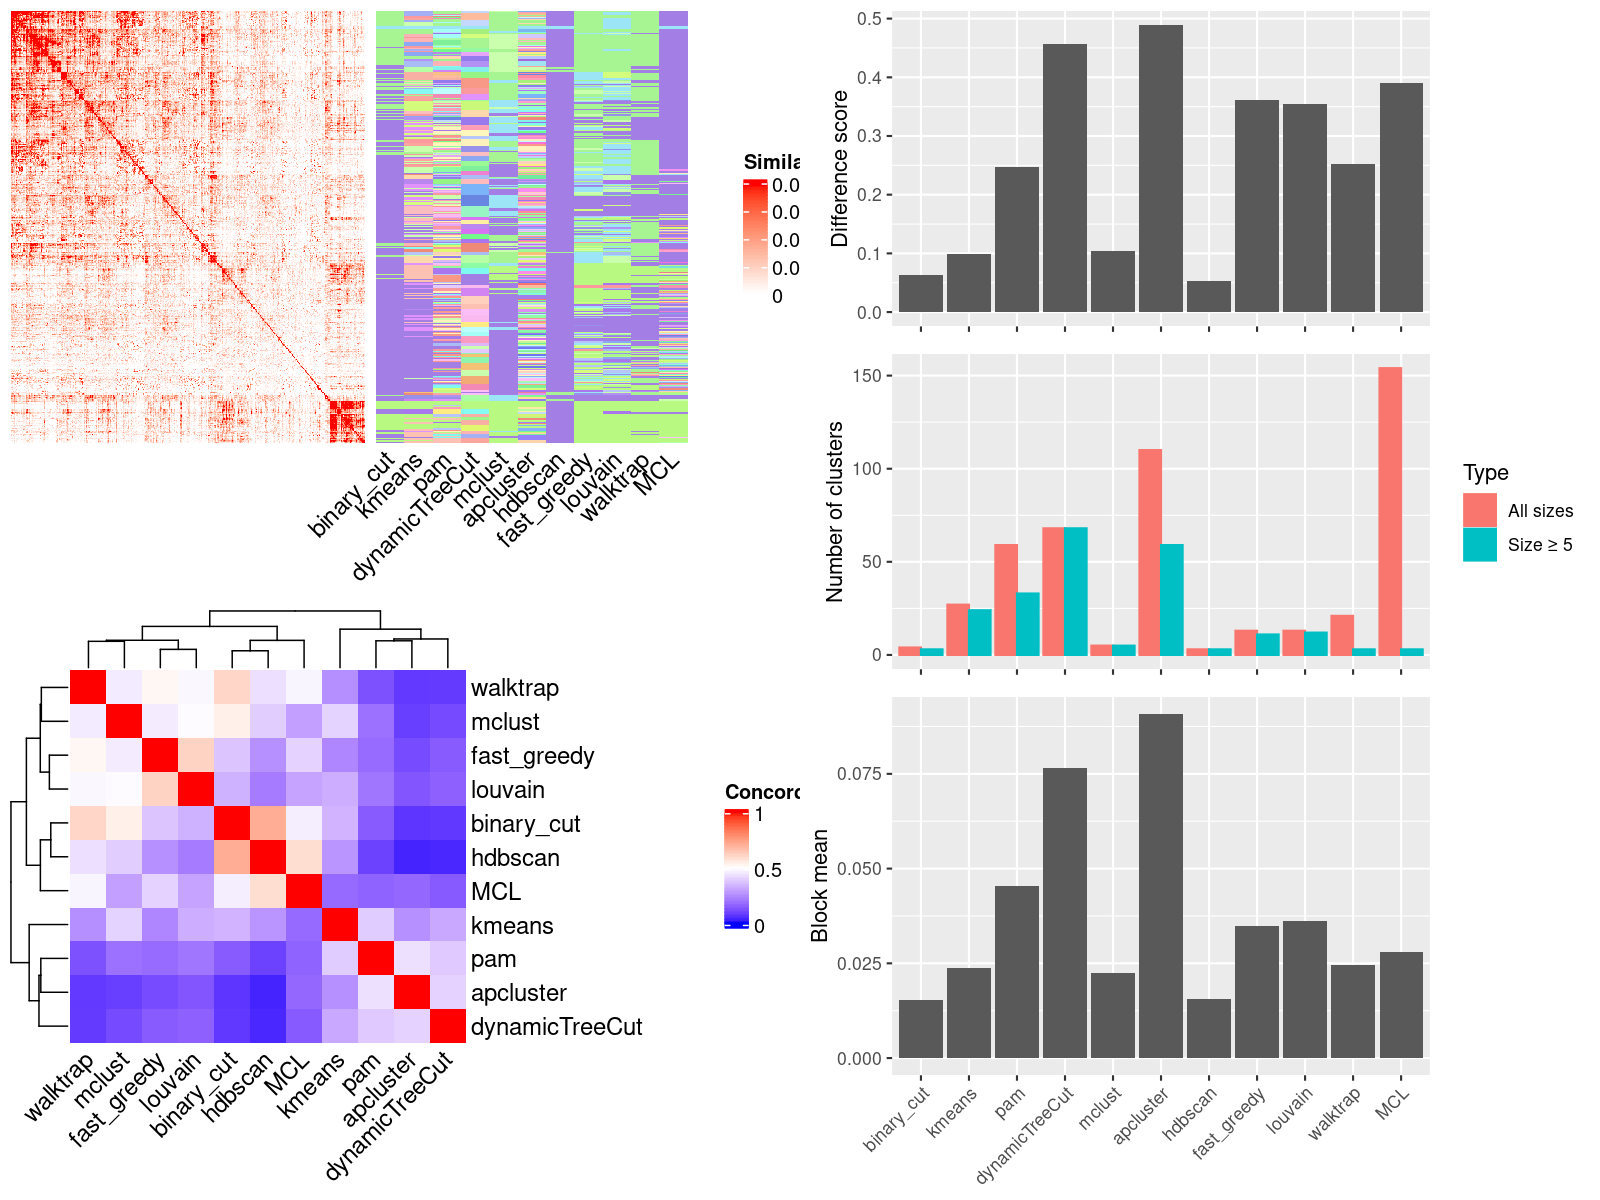 Simila
0.0
0.0
0.0
0.0
0
binary_cut
kmeans
pam
dynamicTreeCut
mclust
apcluster
hdbscan
fast_greedy
louvain
walktrap
MCL
walktrap
mclust
fast_greedy
louvain
binary_cut
hdbscan
MCL
kmeans
pam
apcluster
dynamicTreeCut
walktrap
mclust
fast_greedy
louvain
binary_cut
hdbscan
MCL
kmeans
pam
apcluster
dynamicTreeCut
Concord
1
0.5
0
Difference score
0.5
0.4
0.3
0.2
0.1
0.0
Number of clusters
150
100
50
0
Type
All sizes
Size ≥ 5
Block mean
0.075
0.050
0.025
0.000
binary_cut
kmeans
pam
dynamicTreeCut
mclust
apcluster
hdbscan
fast_greedy
louvain
walktrap
MCL